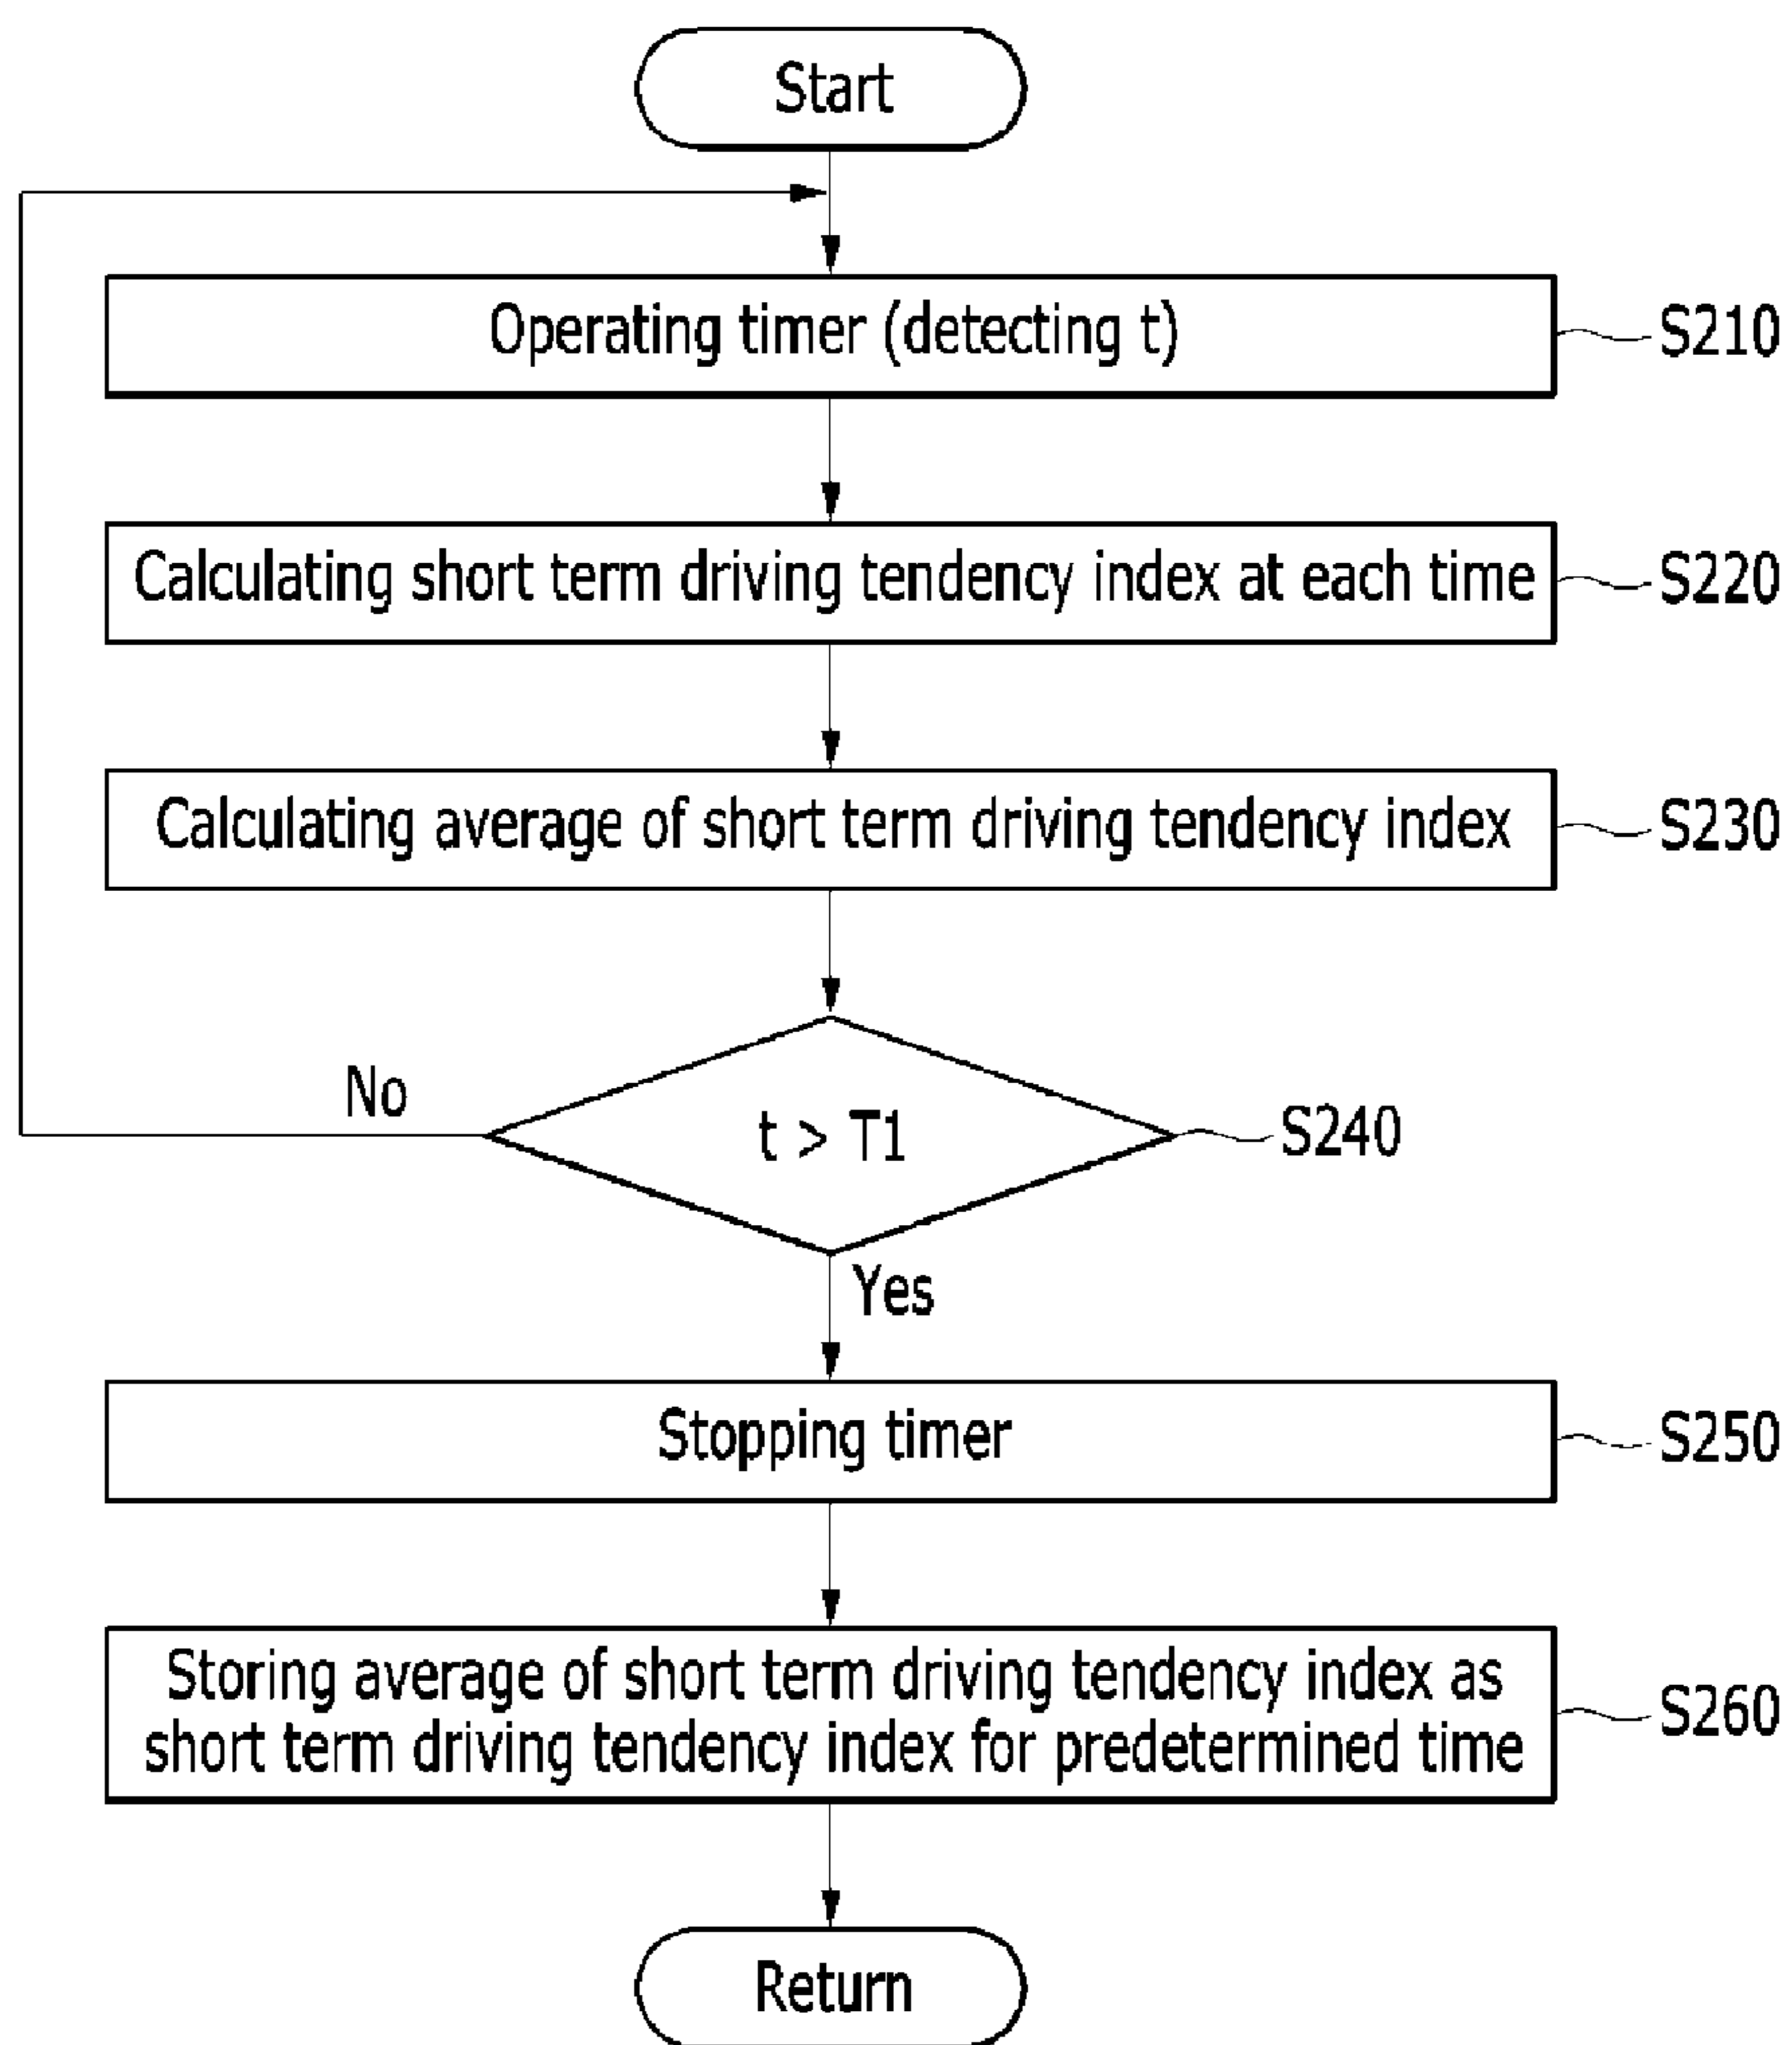 Start
Operating timer (detecting t)
S210
Calculating short term driving tendency index at each time
S220
Calculating average of short term driving tendency index
S230
No
t > T1
S240
Yes
Stopping timer
S250
Storing average of short term driving tendency index as
short term driving tendency index for predetermined time
S260
Return